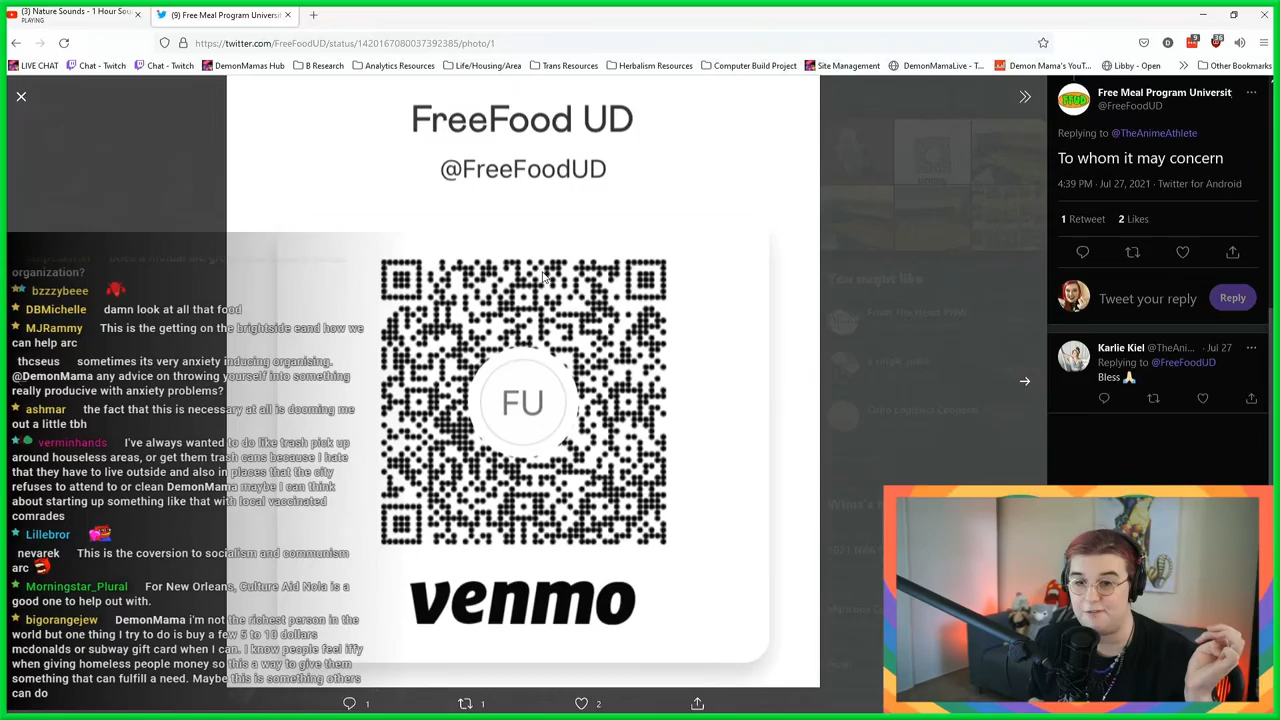 (3) Nature Sounds - 1 Hour Sou
PLAYING
(9) Free Meal Program Universit
https://twitter.com/FreeFoodUD/status/1420167080037392385/photo/1
LIVE CHAT
Chat - Twitch
Chat - Twitch
DemonMamas Hub
B Research
Analytics Resources
Life/Housing/Area
Trans Resources
Herbalism Resources
Computer Build Project
Site Management
DemonMamaLive - T...
Demon Mama's YouT...
Libby - Open
Other Bookmarks
FreeFood UD
@FreeFoodUD
FU
venmo
organization?
bzzzybeee
DBMichelle damn look at all that food
MJRammy This is the getting on the brightside eand how we
can help arc
thcseus sometimes its very anxiety inducing organising.
@DemonMama any advice on throwing yourself into something
really producive with anxiety problems?
ashmar the fact that this is necessary at all is dooming me
out a little tbh
verminhands I've always wanted to do like trash pick up
around houseless areas, or get them trash cans because I hate
that they have to live outside and also in places that the city
refuses to attend to or clean DemonMama maybe I can think
about starting up something like that with local vaccinated
comrades
Lillebror
nevarek This is the coversion to socialism and communism
arc
Morningstar_Plural For New Orleans, Culture Aid Nola is a
good one to help out with.
bigorangejew DemonMama i'm not the richest person in the
world but one thing I try to do is buy a few 5 to 10 dollars
mcdonalds or subway gift card when I can. I know people feel iffy
when giving homeless people money so this a way to give them
something that can fulfill a need. Maybe this is something others
can do
1
1
2
You might like
Free Meal Program Universit
@FreeFoodUD
Replying to @TheAnimeAthlete
To whom it may concern
4:39 PM · Jul 27, 2021 · Twitter for Android
1 Retweet 2 Likes
Tweet your reply
Reply
Karlie Kiel @TheAni... · Jul 27
Replying to @FreeFoodUD
Bless